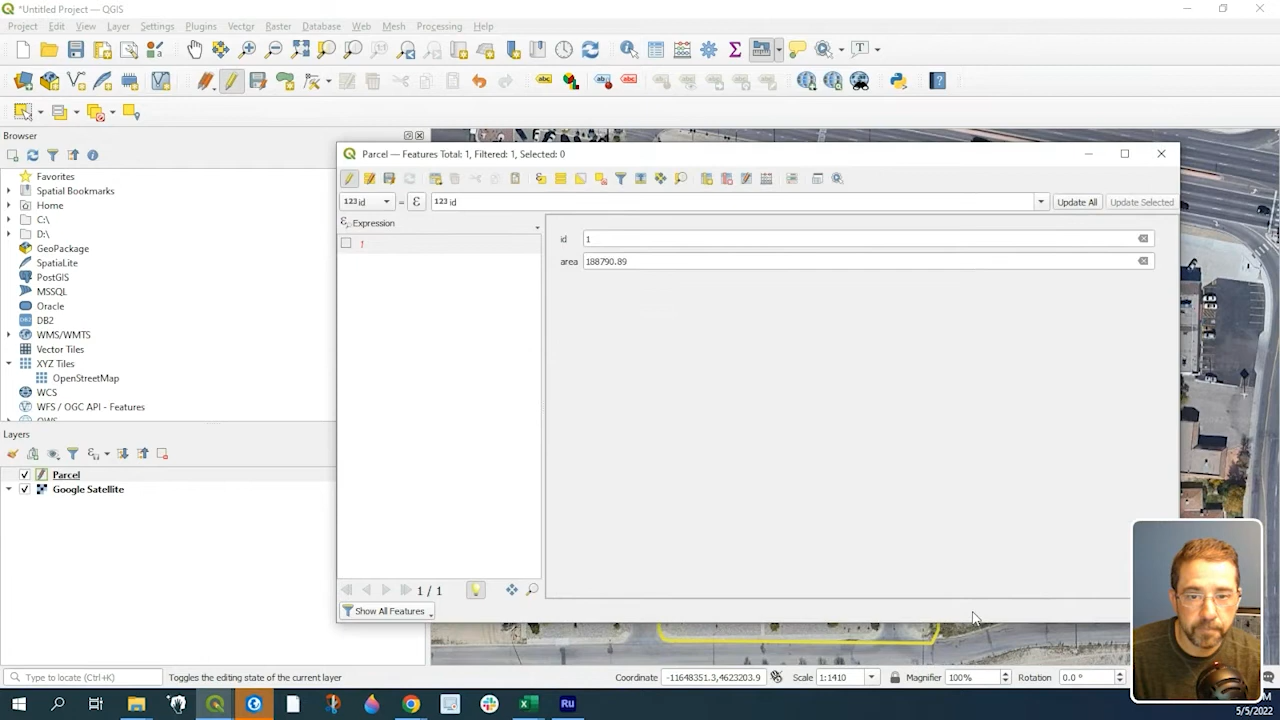 *Untitled Project — QGIS
Project Edit View Layer Settings Plugins Vector Raster Database Web Mesh Processing Help
Browser
Favorites
Spatial Bookmarks
Home
C:\
D:\
GeoPackage
SpatiaLite
PostGIS
MSSQL
Oracle
DB2
WMS/WMTS
Vector Tiles
XYZ Tiles
OpenStreetMap
WCS
WFS / OGC API - Features
OWS
Layers
Parcel
Google Satellite
Parcel — Features Total: 1, Filtered: 1, Selected: 0
123 id = ε 123 id Update All Update Selected
Expression
1
id 1
area 188790.89
1 / 1
Show All Features
Type to locate (Ctrl+K) Toggles the editing state of the current layer Coordinate -11648351.3,4623203.9 Scale 1:1410 Magnifier 100% Rotation 0.0 °
5/5/2022